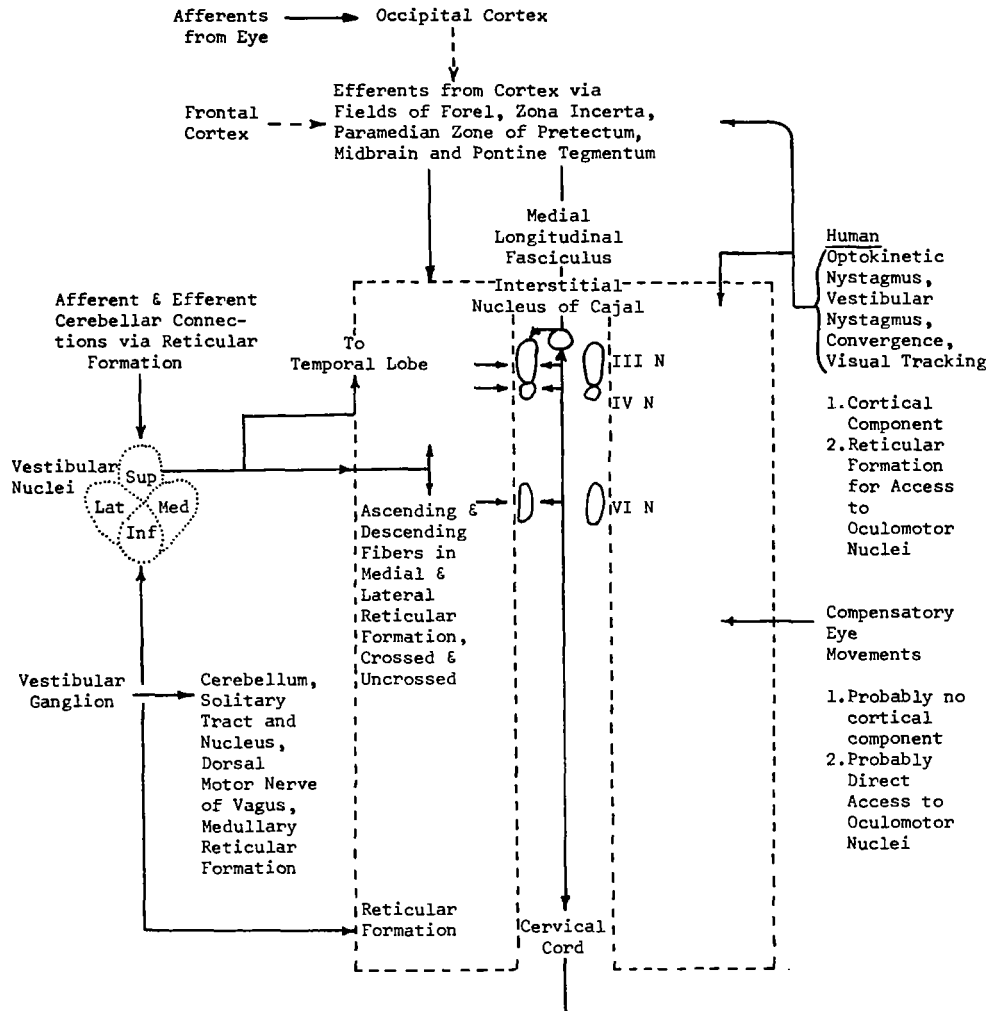 Afferents
from Eye
Occipital Cortex
Frontal
Cortex
Efferents from Cortex via
Fields of Forel, Zona Incerta,
Paramedian Zone of Pretectum,
Midbrain and Pontine Tegmentum
Medial
Longitudinal
Fasciculus
Interstitial
Nucleus of Cajal
Human
Optokinetic
Nystagmus,
Vestibular
Nystagmus,
Convergence,
Visual Tracking
Afferent & Efferent
Cerebellar Connec-
tions via Reticular
Formation
To
Temporal Lobe
III N
IV N
VI N
1.Cortical
Component
2.Reticular
Formation
for Access
to
Oculomotor
Nuclei
Vestibular
Nuclei
Sup
Lat
Med
Inf
Ascending &
Descending
Fibers in
Medial &
Lateral
Reticular
Formation,
Crossed &
Uncrossed
Compensatory
Eye
Movements
1.Probably no
cortical
component
2.Probably
Direct
Access to
Oculomotor
Nuclei
Vestibular
Ganglion
Cerebellum,
Solitary
Tract and
Nucleus,
Dorsal
Motor Nerve
of Vagus,
Medullary
Reticular
Formation
Reticular
Formation
Cervical
Cord